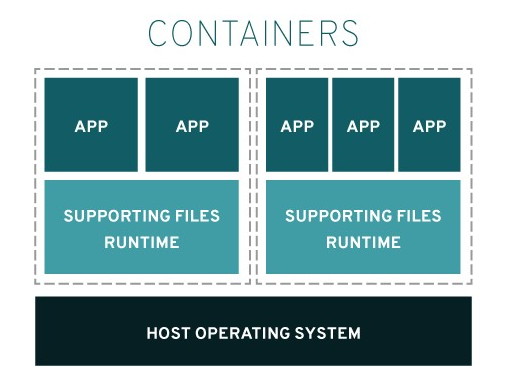 CONTAINERS
APP
APP
SUPPORTING FILES
RUNTIME
APP
APP
APP
SUPPORTING FILES
RUNTIME
HOST OPERATING SYSTEM